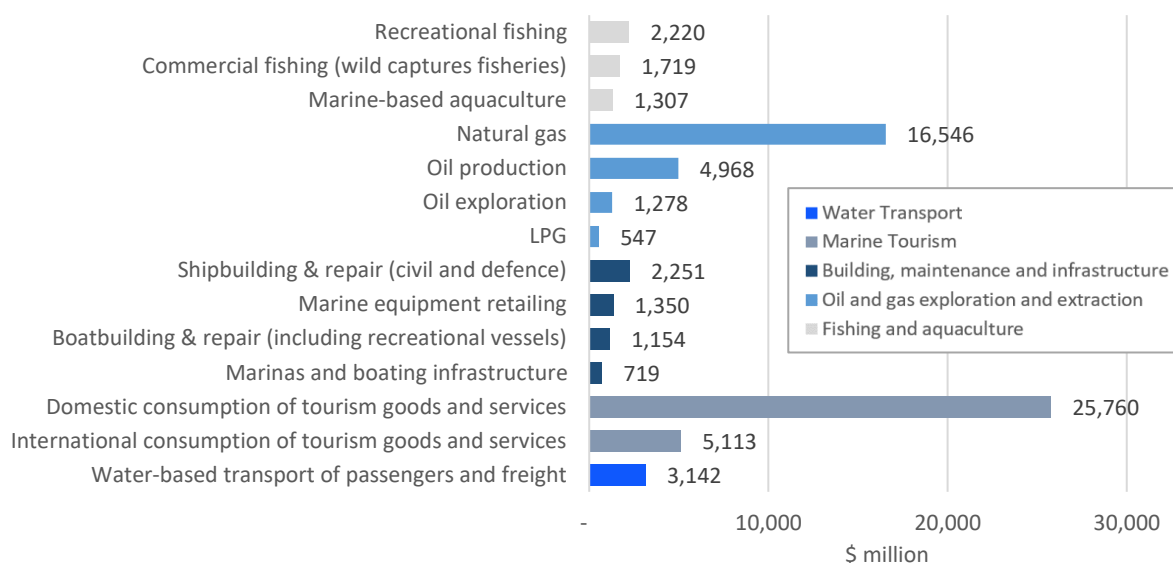 Recreational fishing 2,220
Commercial fishing (wild captures fisheries) 1,719
Marine-based aquaculture 1,307
Natural gas 16,546
Oil production 4,968
Oil exploration 1,278
LPG 547
Shipbuilding & repair (civil and defence) 2,251
Marine equipment retailing 1,350
Boatbuilding & repair (including recreational vessels) 1,154
Marinas and boating infrastructure 719
Domestic consumption of tourism goods and services 25,760
International consumption of tourism goods and services 5,113
Water-based transport of passengers and freight 3,142
- 10,000 20,000 30,000
$ million
Water Transport
Marine Tourism
Building, maintenance and infrastructure
Oil and gas exploration and extraction
Fishing and aquaculture